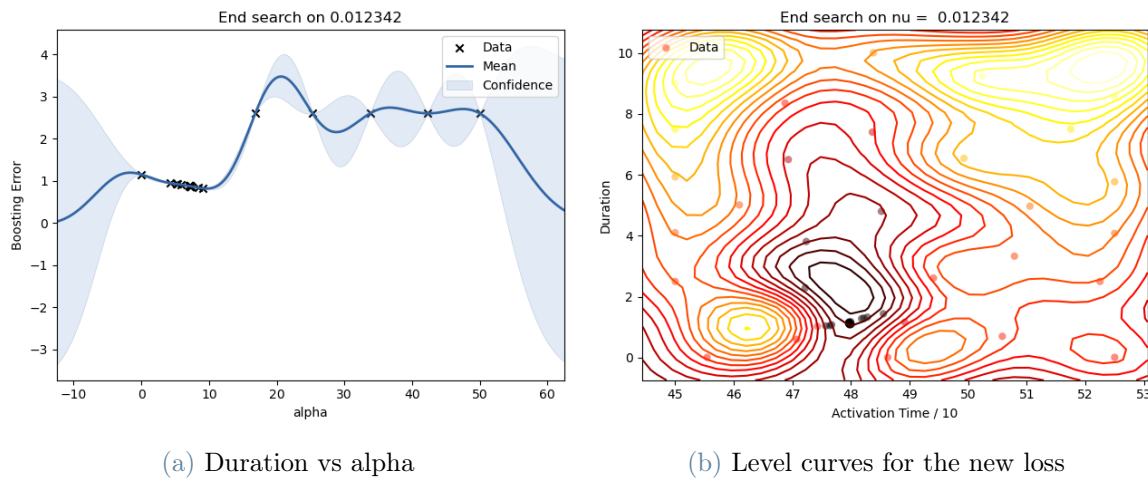 End search on 0.012342
Data
Mean
Confidence
Boosting Error
4
3
2
1
0
−1
−2
−3
−10 0 10 20 30 40 50 60
alpha
(a) Duration vs alpha
End search on nu = 0.012342
Data
Duration
10
8
6
4
2
0
45 46 47 48 49 50 51 52 53
Activation Time / 10
(b) Level curves for the new loss